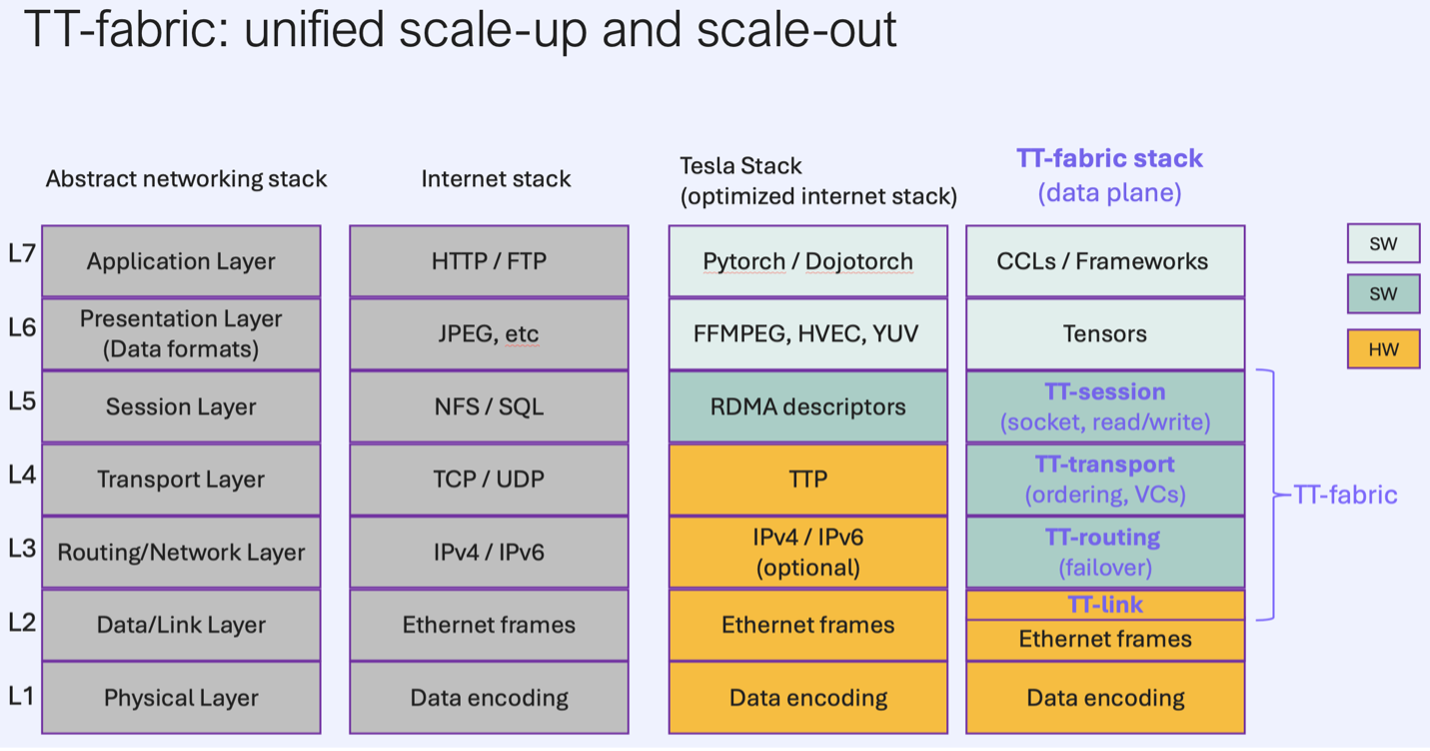 TT-fabric: unified scale-up and scale-out
Abstract networking stack
Internet stack
Tesla Stack
(optimized internet stack)
TT-fabric stack
(data plane)
L7
Application Layer
HTTP / FTP
Pytorch / Dojotorch
CCLs / Frameworks
SW
L6
Presentation Layer
(Data formats)
JPEG, etc
FFMPEG, HVEC, YUV
Tensors
SW
HW
L5
Session Layer
NFS / SQL
RDMA descriptors
TT-session
(socket, read/write)
L4
Transport Layer
TCP / UDP
TTP
TT-transport
(ordering, VCs)
TT-fabric
L3
Routing/Network Layer
IPv4 / IPv6
IPv4 / IPv6
(optional)
TT-routing
(failover)
L2
Data/Link Layer
Ethernet frames
Ethernet frames
TT-link
Ethernet frames
L1
Physical Layer
Data encoding
Data encoding
Data encoding